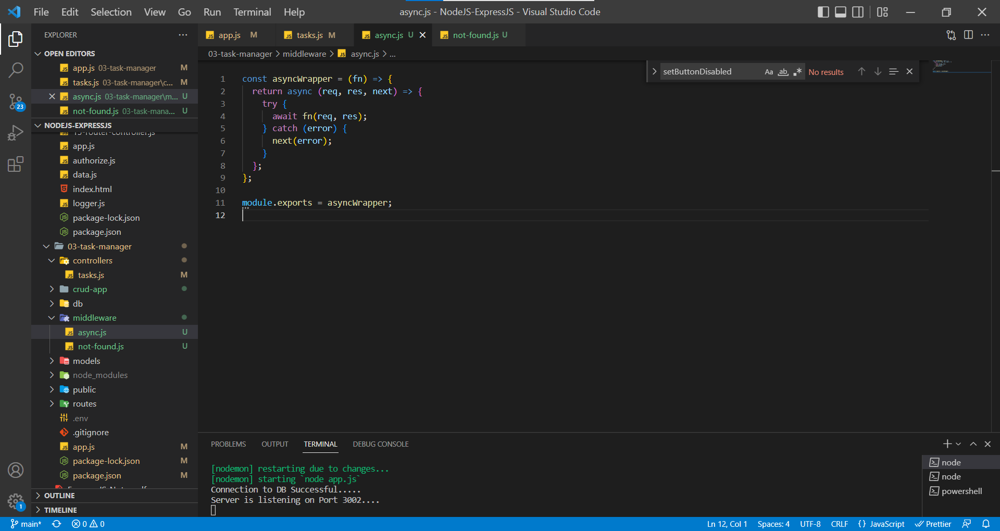 File Edit Selection View Go Run Terminal Help
async.js - NodeJS-ExpressJS - Visual Studio Code
EXPLORER
OPEN EDITORS
app.js 03-task-manager M
tasks.js 03-task-manager\c... M
async.js 03-task-manager\m... U
not-found.js 03-task-mana... U
NODEJS-EXPRESSJS
app.js
authorize.js
data.js
index.html
logger.js
package-lock.json
package.json
03-task-manager
controllers
tasks.js M
crud-app
db
middleware
async.js U
not-found.js U
models
node_modules
public
routes
.env
.gitignore
app.js M
package-lock.json M
package.json M
OUTLINE
TIMELINE
23
1
app.js M
tasks.js M
async.js U
not-found.js U
03-task-manager > middleware > async.js > ...
setButtonDisabled Aa ab .* No results
1 const asyncWrapper = (fn) => {
2 return async (req, res, next) => {
3 try {
4 await fn(req, res);
5 } catch (error) {
6 next(error);
7 }
8 };
9 };
10
11 module.exports = asyncWrapper;
12
PROBLEMS OUTPUT TERMINAL DEBUG CONSOLE
[nodemon] restarting due to changes...
[nodemon] starting `node app.js`
Connection to DB Successful.....
Server is listening on Port 3002....
node
node
powershell
main* 0 0
Ln 12, Col 1 Spaces: 4 UTF-8 CRLF {} JavaScript Prettier